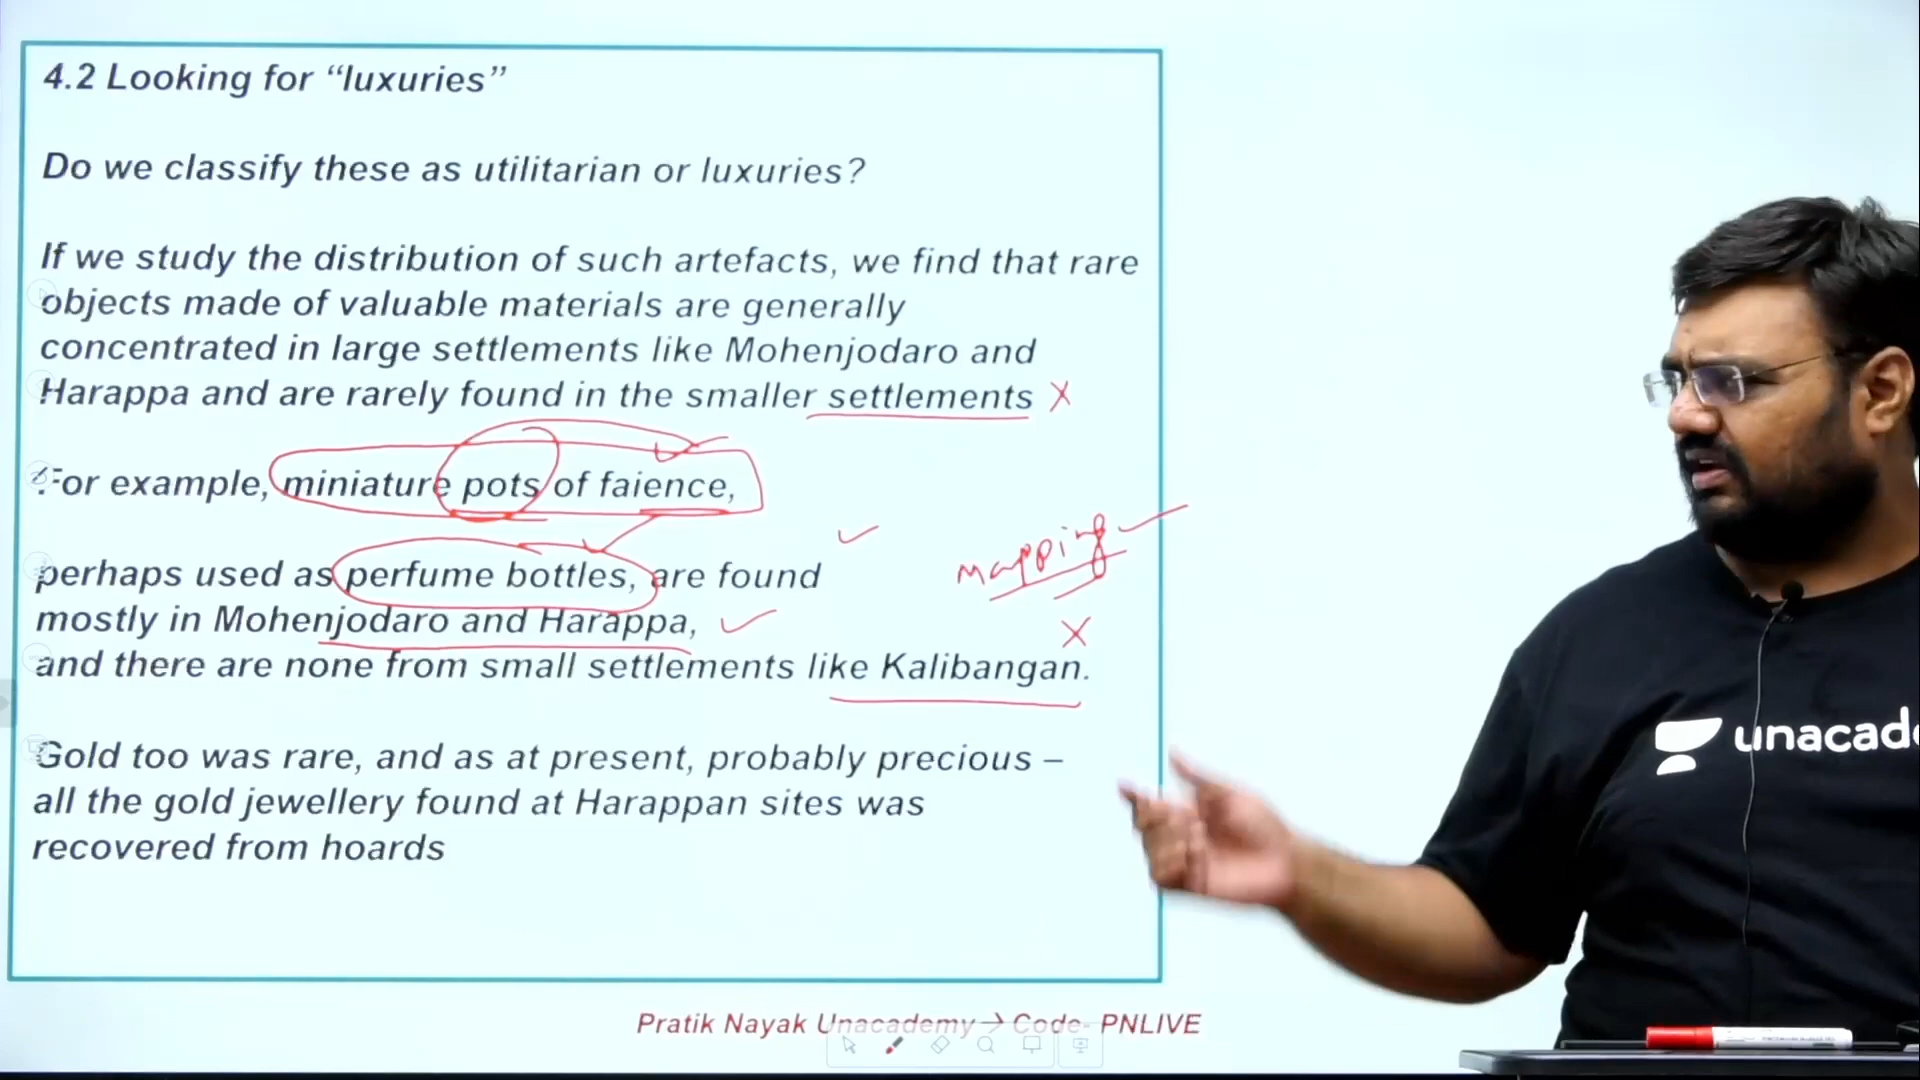 4.2 Looking for “luxuries”
Do we classify these as utilitarian or luxuries?
If we study the distribution of such artefacts, we find that rare
objects made of valuable materials are generally
concentrated in large settlements like Mohenjodaro and
Harappa and are rarely found in the smaller settlements
For example, miniature pots of faience,
perhaps used as perfume bottles, are found
mapping
mostly in Mohenjodaro and Harappa,
and there are none from small settlements like Kalibangan.
Gold too was rare, and as at present, probably precious –
all the gold jewellery found at Harappan sites was
recovered from hoards
unacade
Pratik Nayak Unacademy → Code- PNLIVE